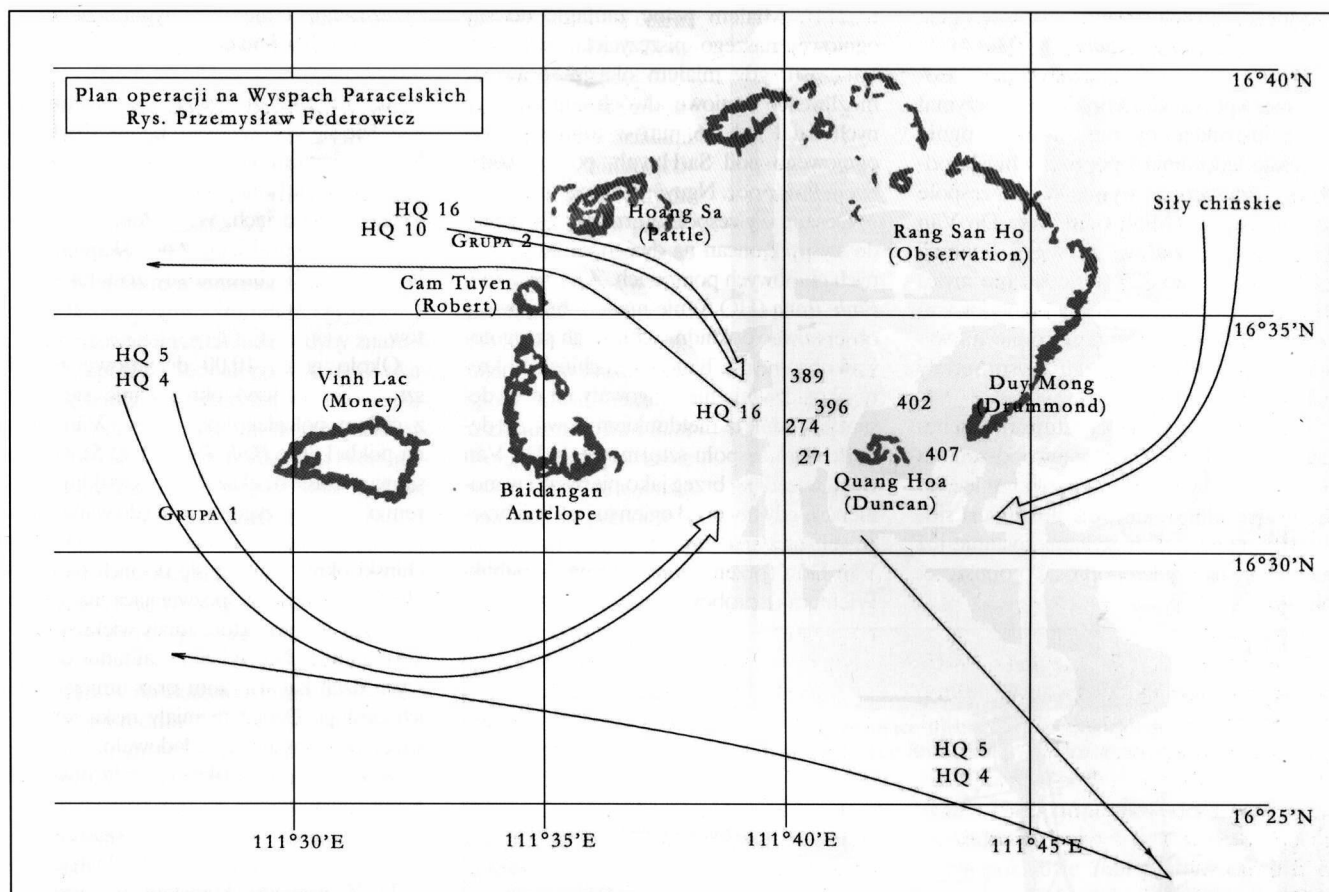 Plan operacji na Wyspach Paracelskich
Rys. Przemysław Federowicz
16°40'N
HQ 16
HQ 10
GRUPA 2
Hoang Sa
(Pattle)
Rang San Ho
(Observation)
Siły chińskie
Cam Tuyen
(Robert)
16°35'N
HQ 5
HQ 4
Vinh Lac
(Money)
389
HQ 16
396
402
Duy Mong
(Drummond)
274
271
407
Quang Hoa
(Duncan)
Baidangan
Antelope
GRUPA 1
16°30'N
HQ 5
HQ 4
16°25'N
111°30'E
111°35'E
111°40'E
111°45'E